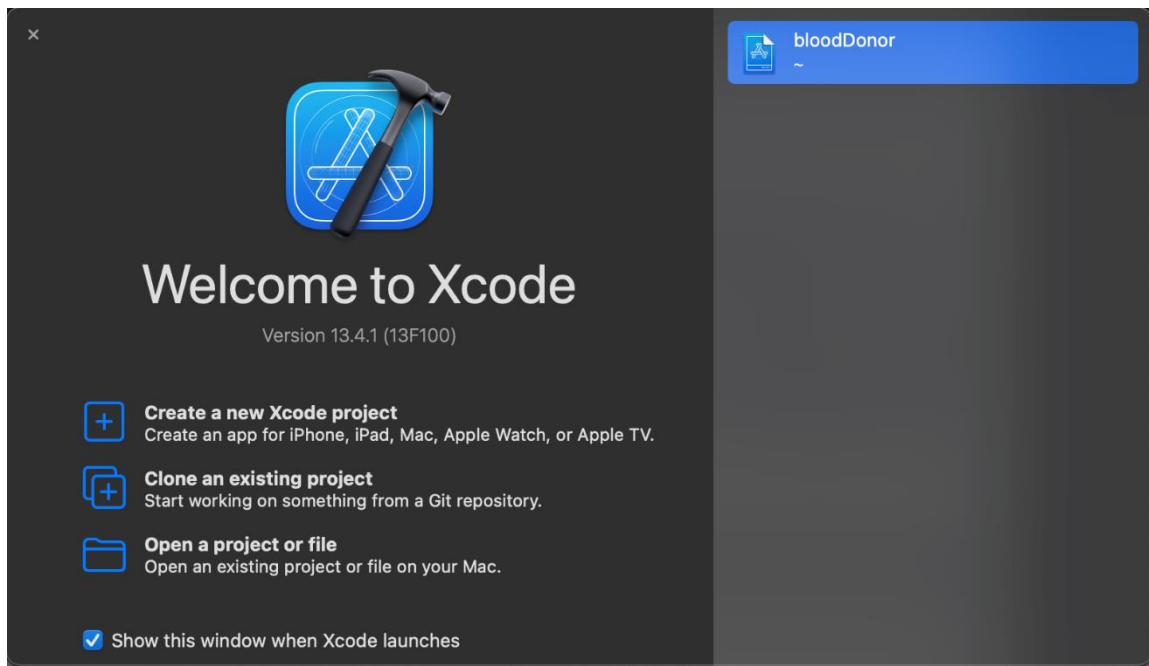 Welcome to Xcode
Version 13.4.1 (13F100)
Create a new Xcode project
Create an app for iPhone, iPad, Mac, Apple Watch, or Apple TV.
Clone an existing project
Start working on something from a Git repository.
Open a project or file
Open an existing project or file on your Mac.
Show this window when Xcode launches
bloodDonor
~